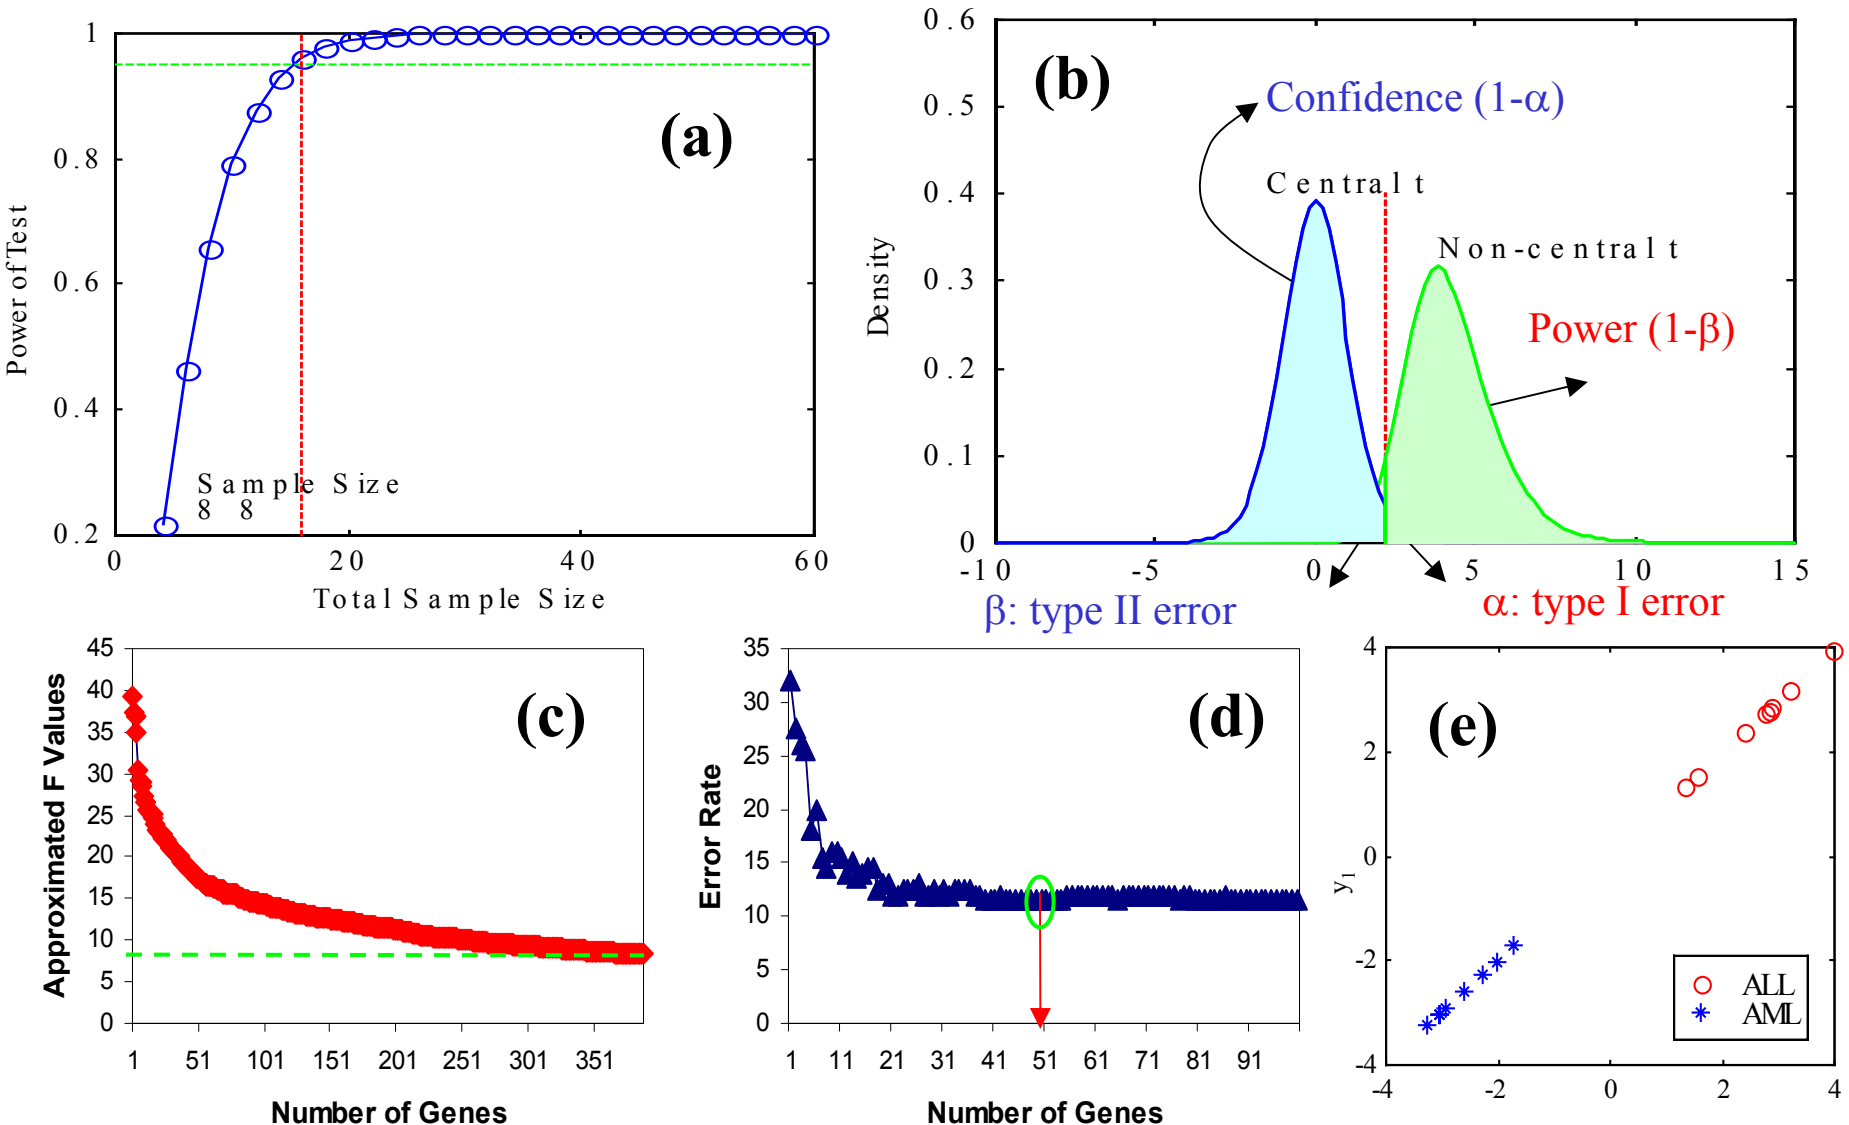 (a)
1
0.8
0.6
0.4
0.2
0 20 40 60
Power of Test
Sample Size
8 8
Total Sample Size
(b)
0.6
0.5
0.4
0.3
0.2
0.1
0
-10 -5 0 5 10 15
Density
Confidence (1-α)
Central t
Non-central t
Power (1-β)
β: type II error
α: type I error
(c)
45
40
35
30
25
20
15
10
5
0
1 51 101 151 201 251 301 351
Approximated F Values
Number of Genes
(d)
35
30
25
20
15
10
5
0
1 11 21 31 41 51 61 71 81 91
Error Rate
Number of Genes
(e)
4
2
0
-2
-4
-4 -2 0 2 4
y1
ALL
AML